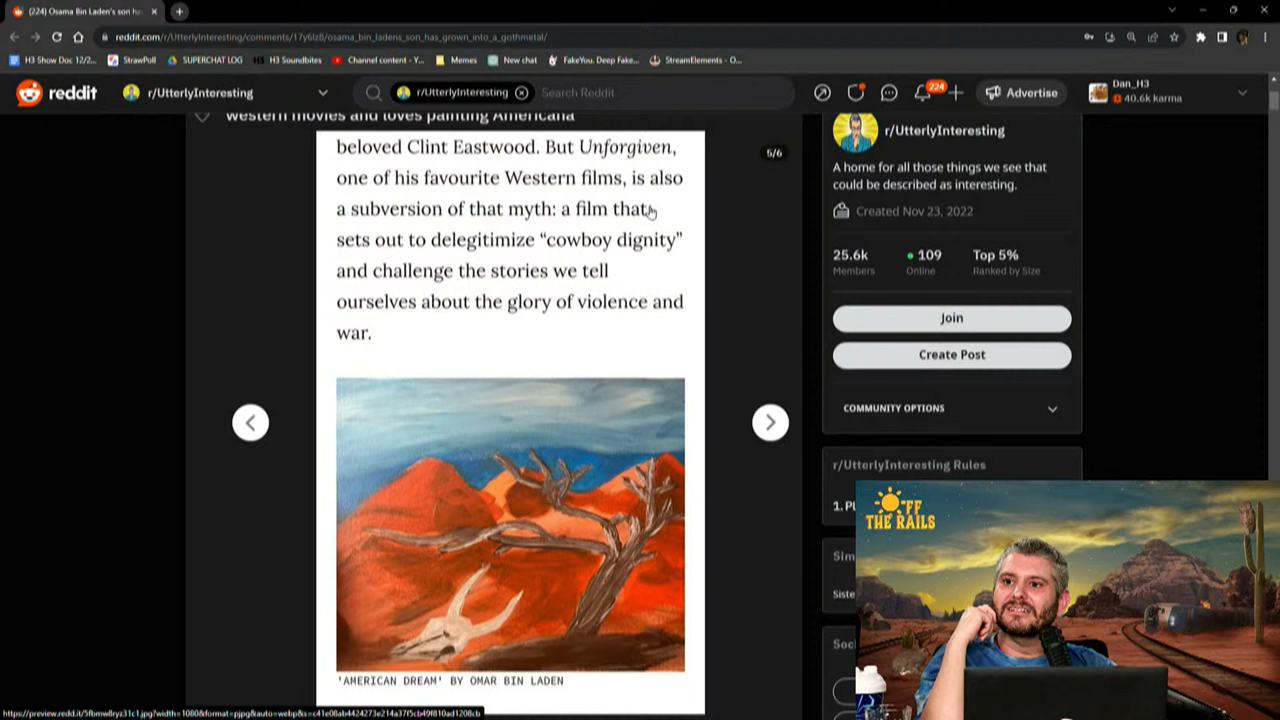 (224) Osama Bin Laden's son ha
reddit.com/r/UtterlyInteresting/comments/17y6lz8/osama_bin_ladens_son_has_grown_into_a_gothmetal/
H3 Show Doc 12/2... StrawPoll SUPERCHAT LOG H3 Soundbites Channel content - Y... Memes New chat FakeYou. Deep Fake... StreamElements - O...
reddit r/UtterlyInteresting r/UtterlyInteresting Search Reddit 224 Advertise Dan_H3
40.6k karma
western movies and loves painting Americana
beloved Clint Eastwood. But Unforgiven,
one of his favourite Western films, is also
a subversion of that myth: a film that
sets out to delegitimize “cowboy dignity”
and challenge the stories we tell
ourselves about the glory of violence and
war.
5/6
'AMERICAN DREAM' BY OMAR BIN LADEN
r/UtterlyInteresting
A home for all those things we see that
could be described as interesting.
Created Nov 23, 2022
25.6k 109 Top 5%
Members Online Ranked by Size
Join
Create Post
COMMUNITY OPTIONS
r/UtterlyInteresting Rules
1.
OFF
THE RAILS